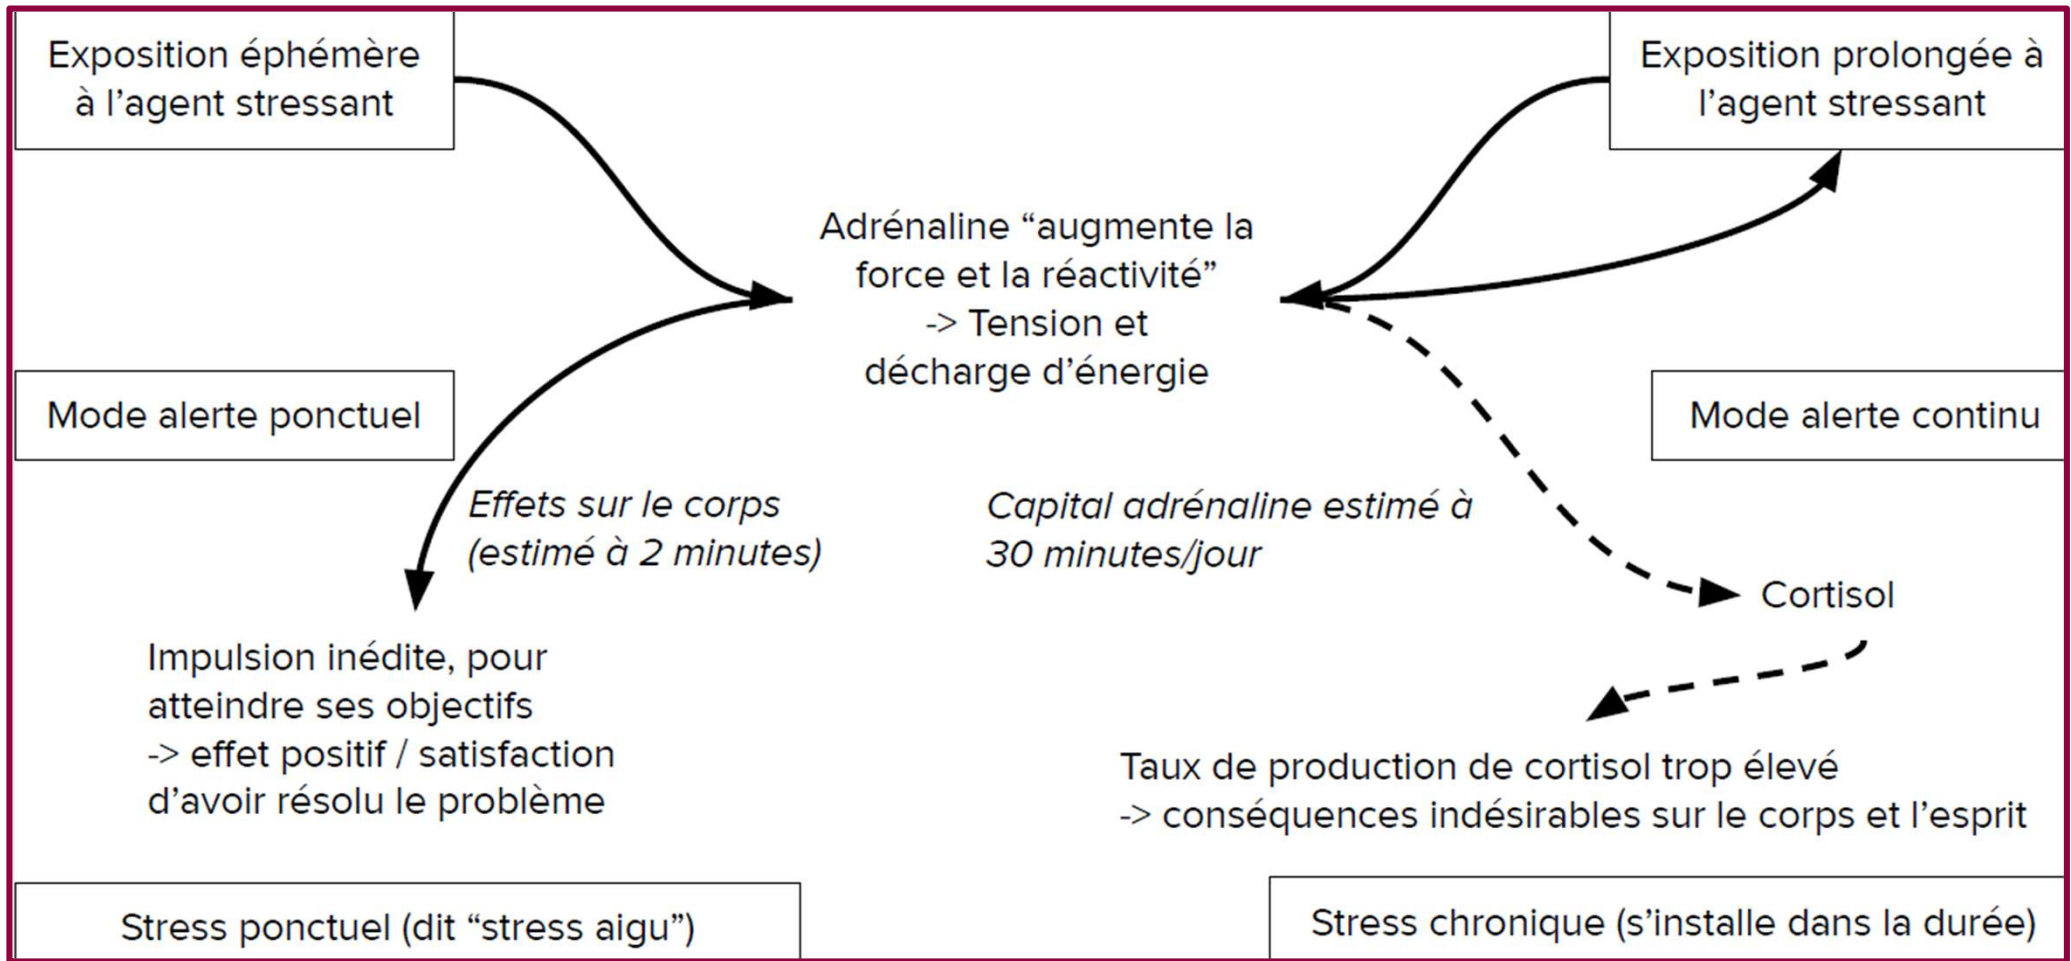 Exposition éphémère
à l’agent stressant
Exposition prolongée à
l’agent stressant
Adrénaline “augmente la
force et la réactivité”
-> Tension et
décharge d’énergie
Mode alerte ponctuel
Mode alerte continu
Effets sur le corps
(estimé à 2 minutes)
Capital adrénaline estimé à
30 minutes/jour
Cortisol
Impulsion inédite, pour
atteindre ses objectifs
-> effet positif / satisfaction
d’avoir résolu le problème
Taux de production de cortisol trop élevé
-> conséquences indésirables sur le corps et l’esprit
Stress ponctuel (dit “stress aigu”)
Stress chronique (s’installe dans la durée)